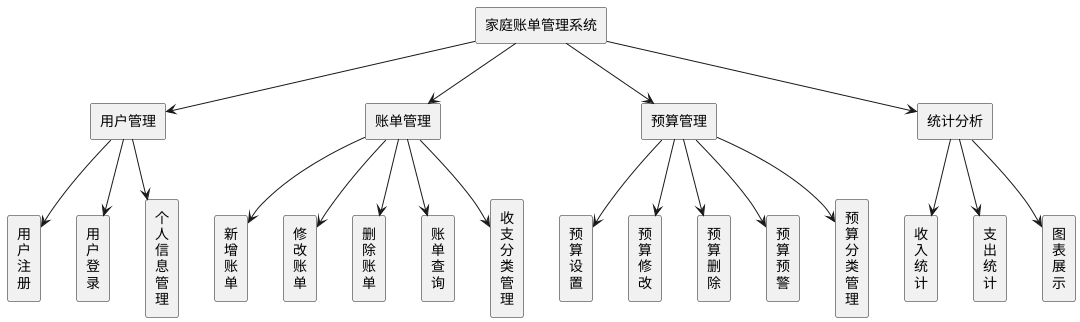 家庭账单管理系统
用户管理
账单管理
预算管理
统计分析
用户注册
用户登录
个人信息管理
新增账单
修改账单
删除账单
账单查询
收支分类管理
预算设置
预算修改
预算删除
预算预警
预算分类管理
收入统计
支出统计
图表展示